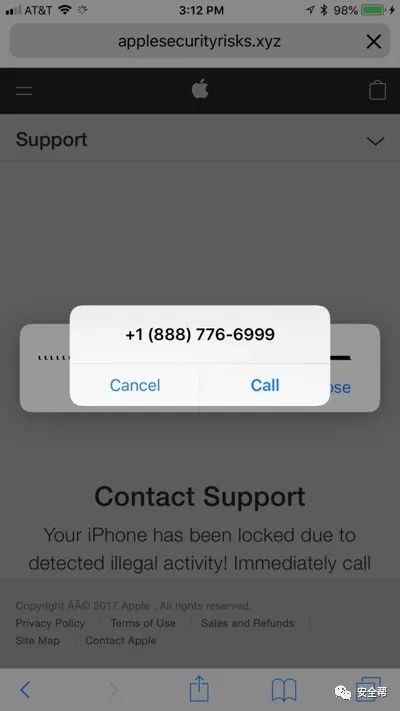 AT&T 3:12 PM 98%
applesecurityrisks.xyz
Support
+1 (888) 776-6999
Cancel Call
Contact Support
Your iPhone has been locked due to
detected illegal activity! Immediately call
Copyright Â© 2017 Apple . All rights reserved.
Privacy Policy Terms of Use Sales and Refunds
Site Map Contact Apple
安全帮